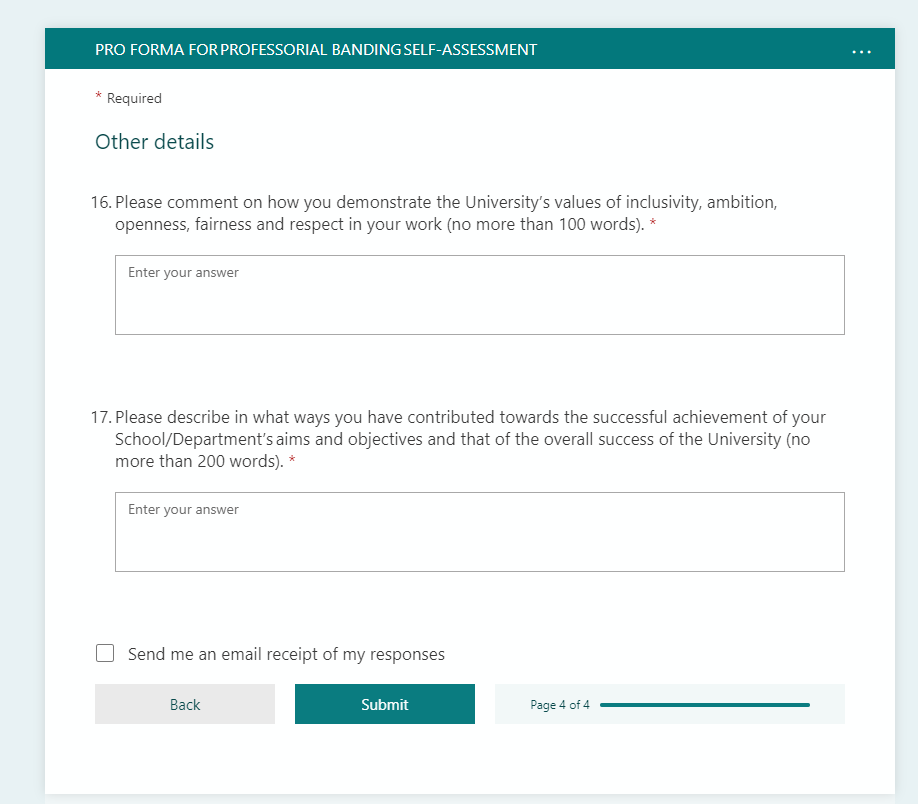 PRO FORMA FOR PROFESSORIAL BANDING SELF-ASSESSMENT
...
* Required
Other details
16. Please comment on how you demonstrate the University’s values of inclusivity, ambition,
openness, fairness and respect in your work (no more than 100 words). *
Enter your answer
17. Please describe in what ways you have contributed towards the successful achievement of your
School/Department’s aims and objectives and that of the overall success of the University (no
more than 200 words). *
Enter your answer
Send me an email receipt of my responses
Back
Submit
Page 4 of 4